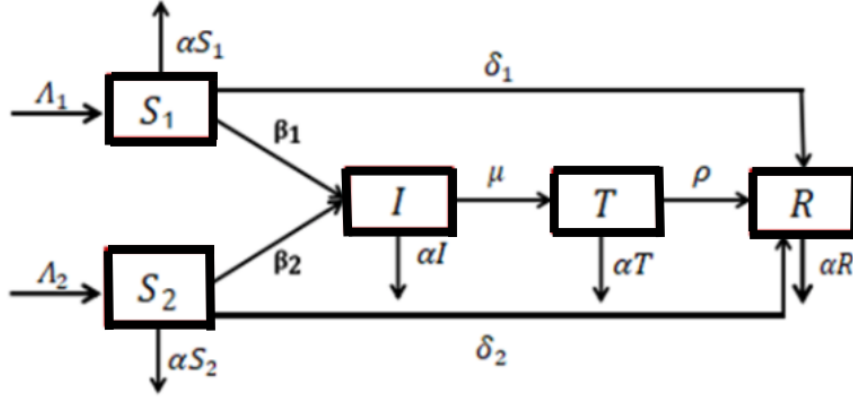 αS₁
δ₁
Λ₁
S₁
β₁
I
μ
T
ρ
R
β₂
αI
αT
αR
Λ₂
S₂
δ₂
αS₂